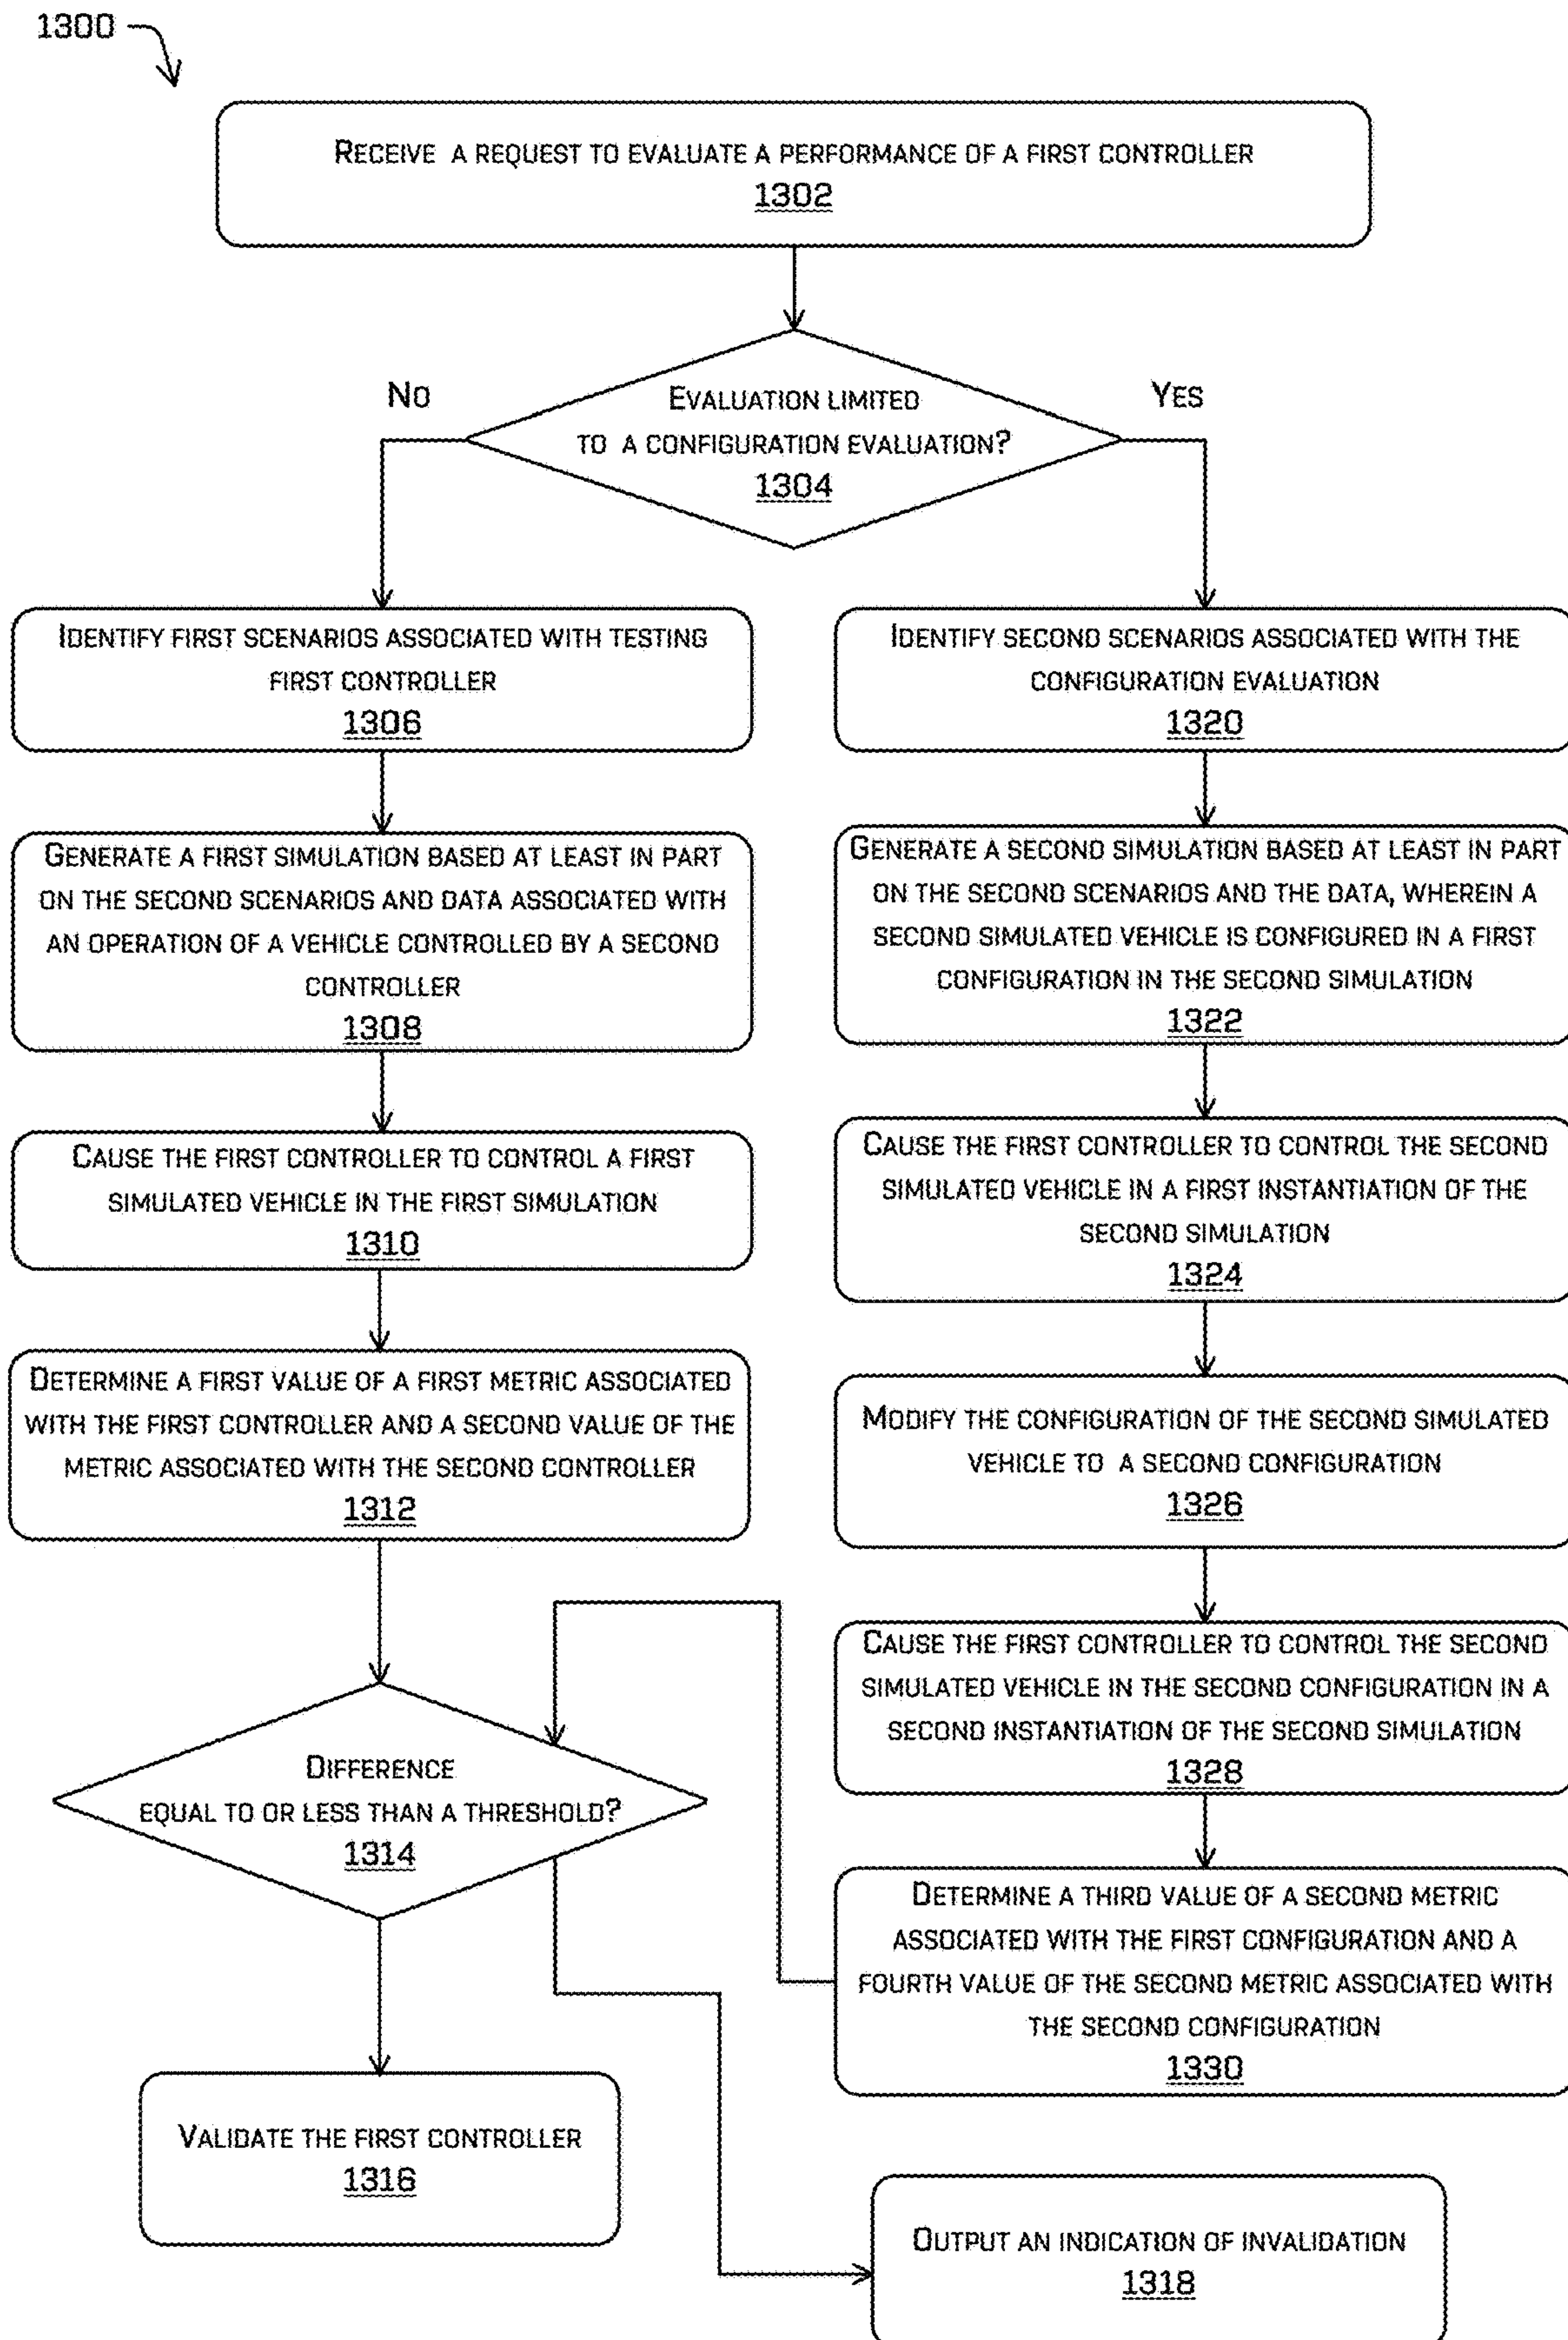 1300
Receive a request to evaluate a performance of a first controller
1302
No
Yes
Evaluation limited
to a configuration evaluation?
1304
Identify first scenarios associated with testing
first controller
1306
Generate a first simulation based at least in part
on the second scenarios and data associated with
an operation of a vehicle controlled by a second
controller
1308
Cause the first controller to control a first
simulated vehicle in the first simulation
1310
Determine a first value of a first metric associated
with the first controller and a second value of the
metric associated with the second controller
1312
Difference
equal to or less than a threshold?
1314
Validate the first controller
1316
Identify second scenarios associated with the
configuration evaluation
1320
Generate a second simulation based at least in part
on the second scenarios and the data, wherein a
second simulated vehicle is configured in a first
configuration in the second simulation
1322
Cause the first controller to control the second
simulated vehicle in a first instantiation of the
second simulation
1324
Modify the configuration of the second simulated
vehicle to a second configuration
1326
Cause the first controller to control the second
simulated vehicle in the second configuration in a
second instantiation of the second simulation
1328
Determine a third value of a second metric
associated with the first configuration and a
fourth value of the second metric associated with
the second configuration
1330
Output an indication of invalidation
1318